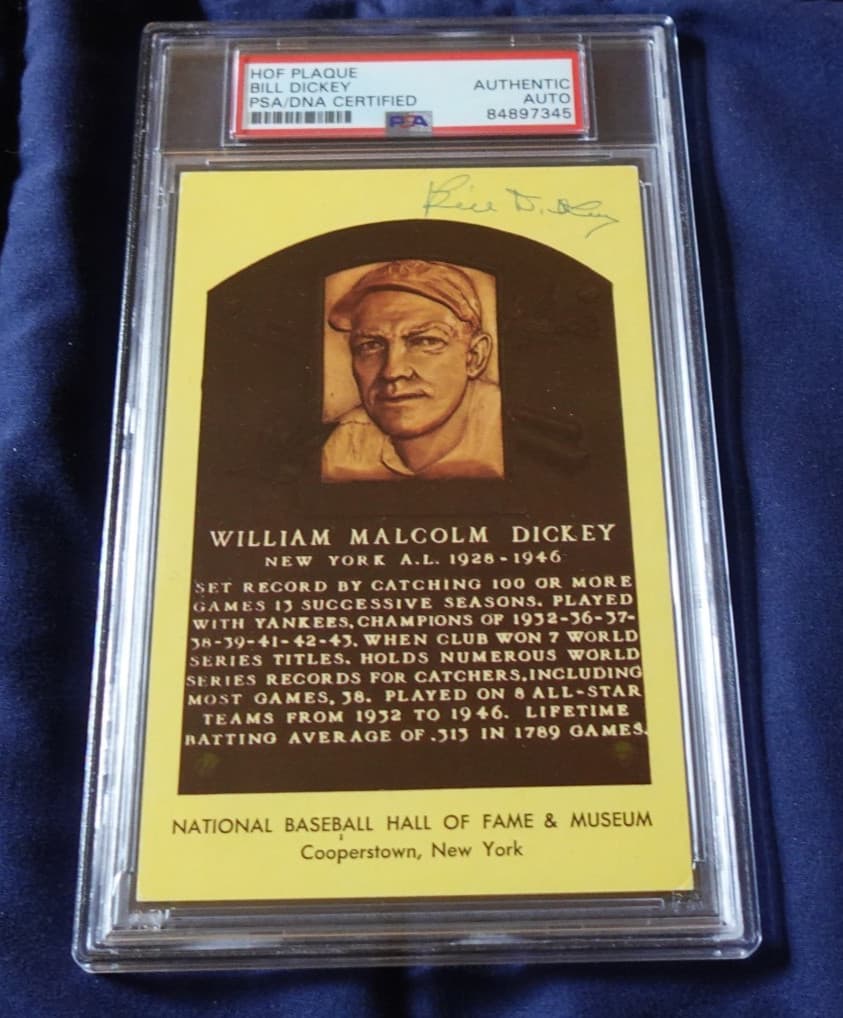 HOF PLAQUE
BILL DICKEY
PSA/DNA CERTIFIED
AUTHENTIC
AUTO
84897345
PSA
Bill Dickey
WILLIAM MALCOLM DICKEY
NEW YORK A.L. 1928-1946
SET RECORD BY CATCHING 100 OR MORE
GAMES 13 SUCCESSIVE SEASONS. PLAYED
WITH YANKEES, CHAMPIONS OF 1932-36-37-
38-39-41-42-43, WHEN CLUB WON 7 WORLD
SERIES TITLES. HOLDS NUMEROUS WORLD
SERIES RECORDS FOR CATCHERS, INCLUDING
MOST GAMES, 38. PLAYED ON 8 ALL-STAR
TEAMS FROM 1932 TO 1946. LIFETIME
BATTING AVERAGE OF .313 IN 1789 GAMES.
NATIONAL BASEBALL HALL OF FAME & MUSEUM
Cooperstown, New York